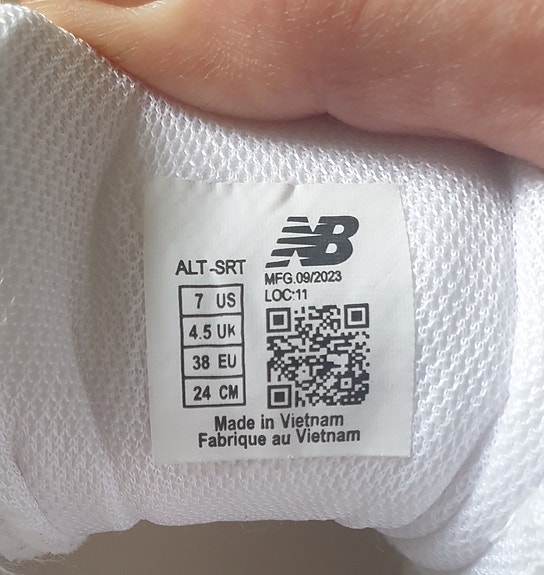 NB
ALT-SRT
MFG.09/2023
LOC:11
7 US
4.5 UK
38 EU
24 CM
Made in Vietnam
Fabrique au Vietnam